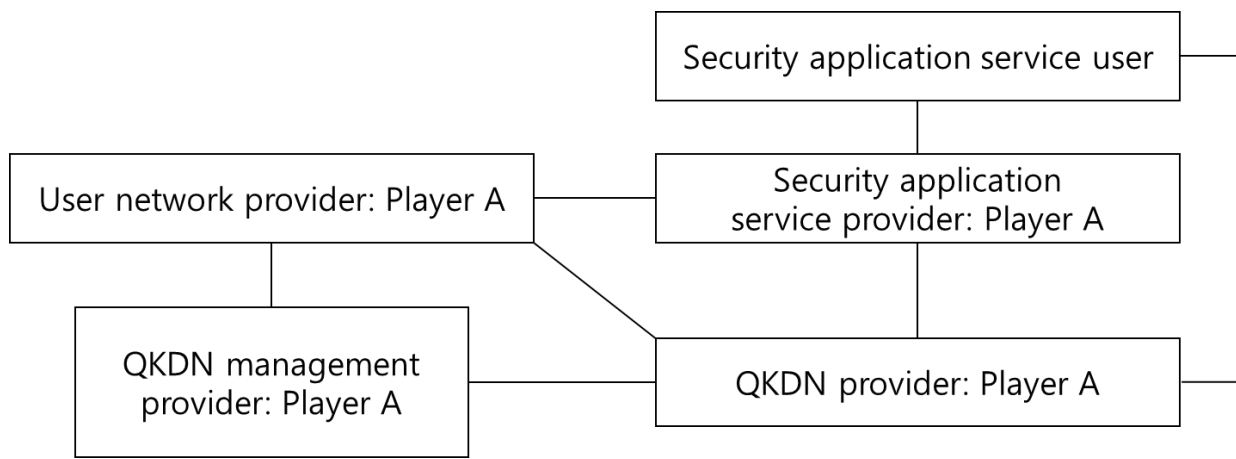 Security application service user
User network provider: Player A
Security application
service provider: Player A
QKDN management
provider: Player A
QKDN provider: Player A